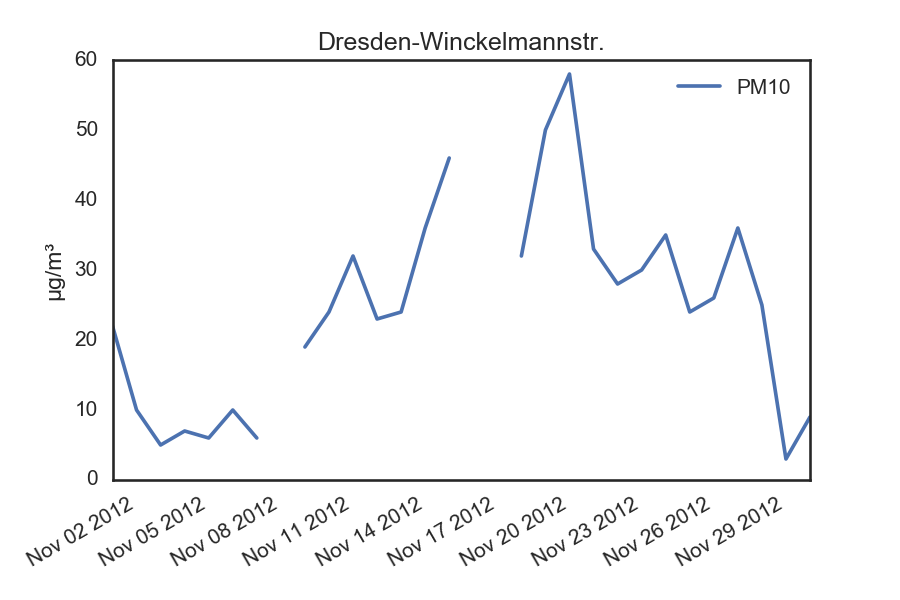 Dresden-Winckelmannstr.
60
50
40
30
20
10
0
µg/m³
PM10
Nov 02 2012
Nov 05 2012
Nov 08 2012
Nov 11 2012
Nov 14 2012
Nov 17 2012
Nov 20 2012
Nov 23 2012
Nov 26 2012
Nov 29 2012